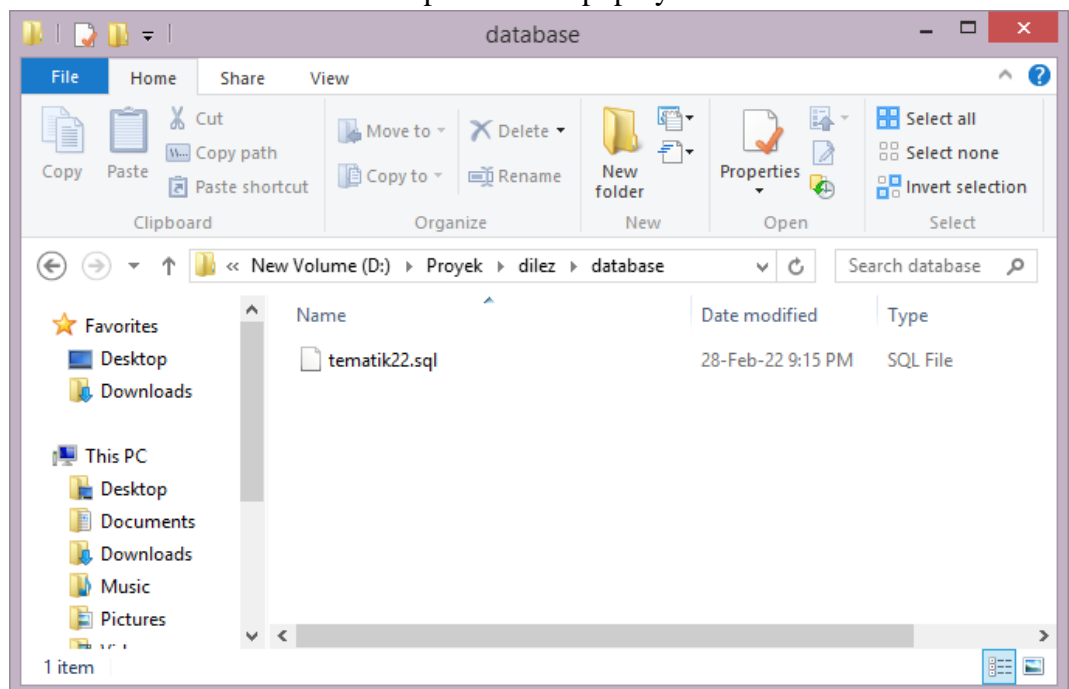 database
File Home Share View
Copy
Paste
Cut
Copy path
Paste shortcut
Clipboard
Move to
Copy to
Delete
Rename
Organize
New
folder
New
Properties
Open
Select all
Select none
Invert selection
Select
« New Volume (D:) Proyek dilez database
Search database
Favorites
Desktop
Downloads
This PC
Desktop
Documents
Downloads
Music
Pictures
Name Date modified Type
tematik22.sql 28-Feb-22 9:15 PM SQL File
1 item